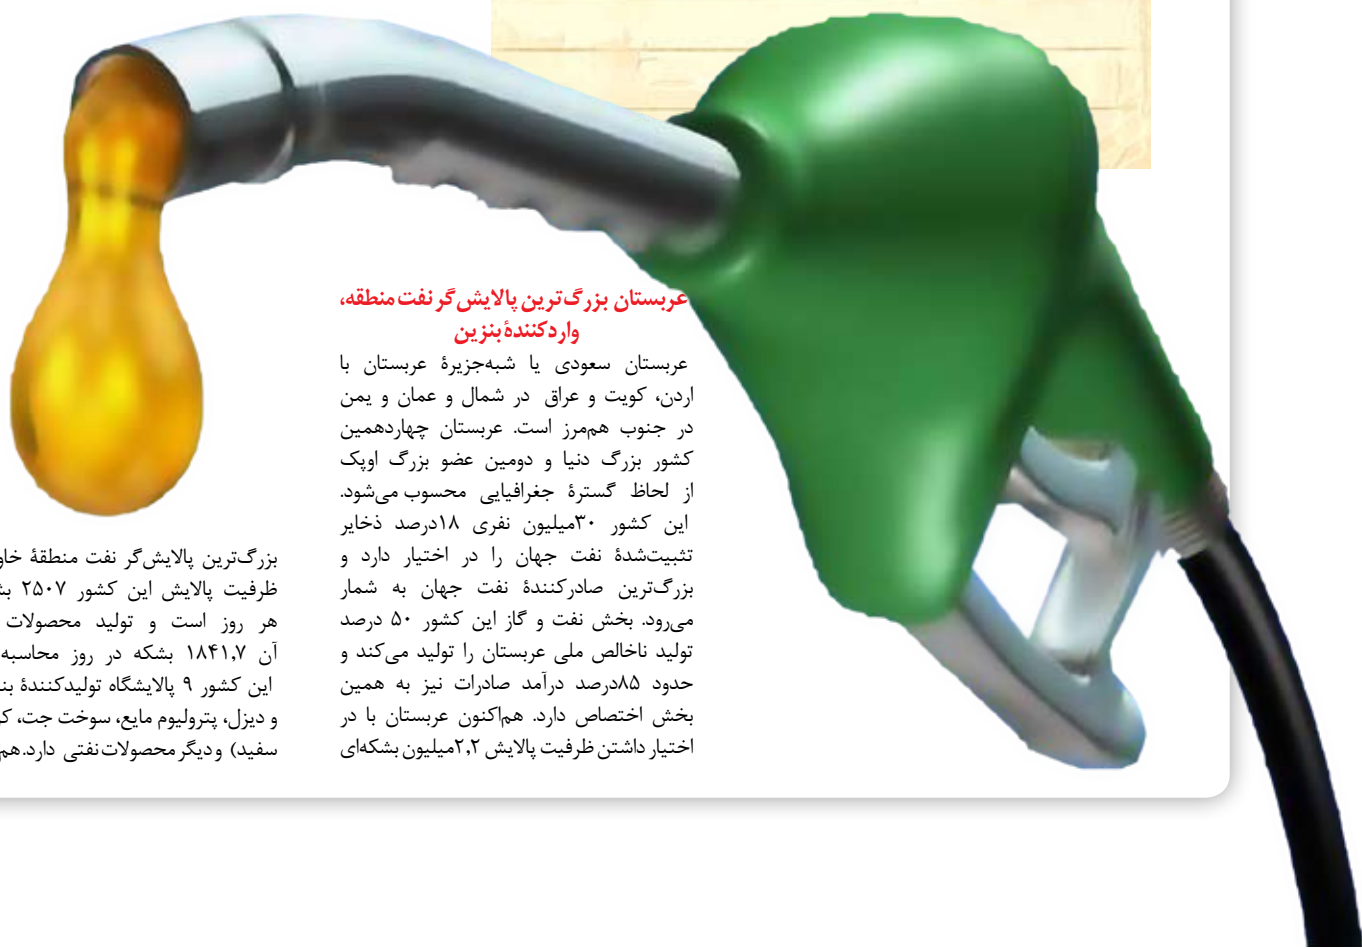 عربستان بزرگ‌ترین پالایش‌گر نفت منطقه،
واردکنندۀ بنزین
عربستان سعودی یا شبه‌جزیرۀ عربستان با
اردن، کویت و عراق در شمال و عمان و یمن
در جنوب هم‌مرز است. عربستان چهاردهمین
کشور بزرگ دنیا و دومین عضو بزرگ اوپک
از لحاظ گسترۀ جغرافیایی محسوب می‌شود.
این کشور ۳۰میلیون نفری ۱۸درصد ذخایر
تثبیت‌شدۀ نفت جهان را در اختیار دارد و
بزرگ‌ترین صادرکنندۀ نفت جهان به شمار
می‌رود. بخش نفت و گاز این کشور ۵۰ درصد
تولید ناخالص ملی عربستان را تولید می‌کند و
حدود ۸۵درصد درآمد صادرات نیز به همین
بخش اختصاص دارد. هم‌اکنون عربستان با در
اختیار داشتن ظرفیت پالایش ۲٫۲میلیون بشکه‌ای
بزرگ‌ترین پالایش‌گر نفت منطقۀ
ظرفیت پالایش این کشور ۲۵۰۷
هر روز است و تولید محصولات
آن ۱۸۴۱٫۷ بشکه در روز محاسبه
این کشور ۹ پالایشگاه تولیدکنندۀ
و دیزل، پترولیوم مایع، سوخت جت،
سفید) و دیگر محصولات نفتی دارد.